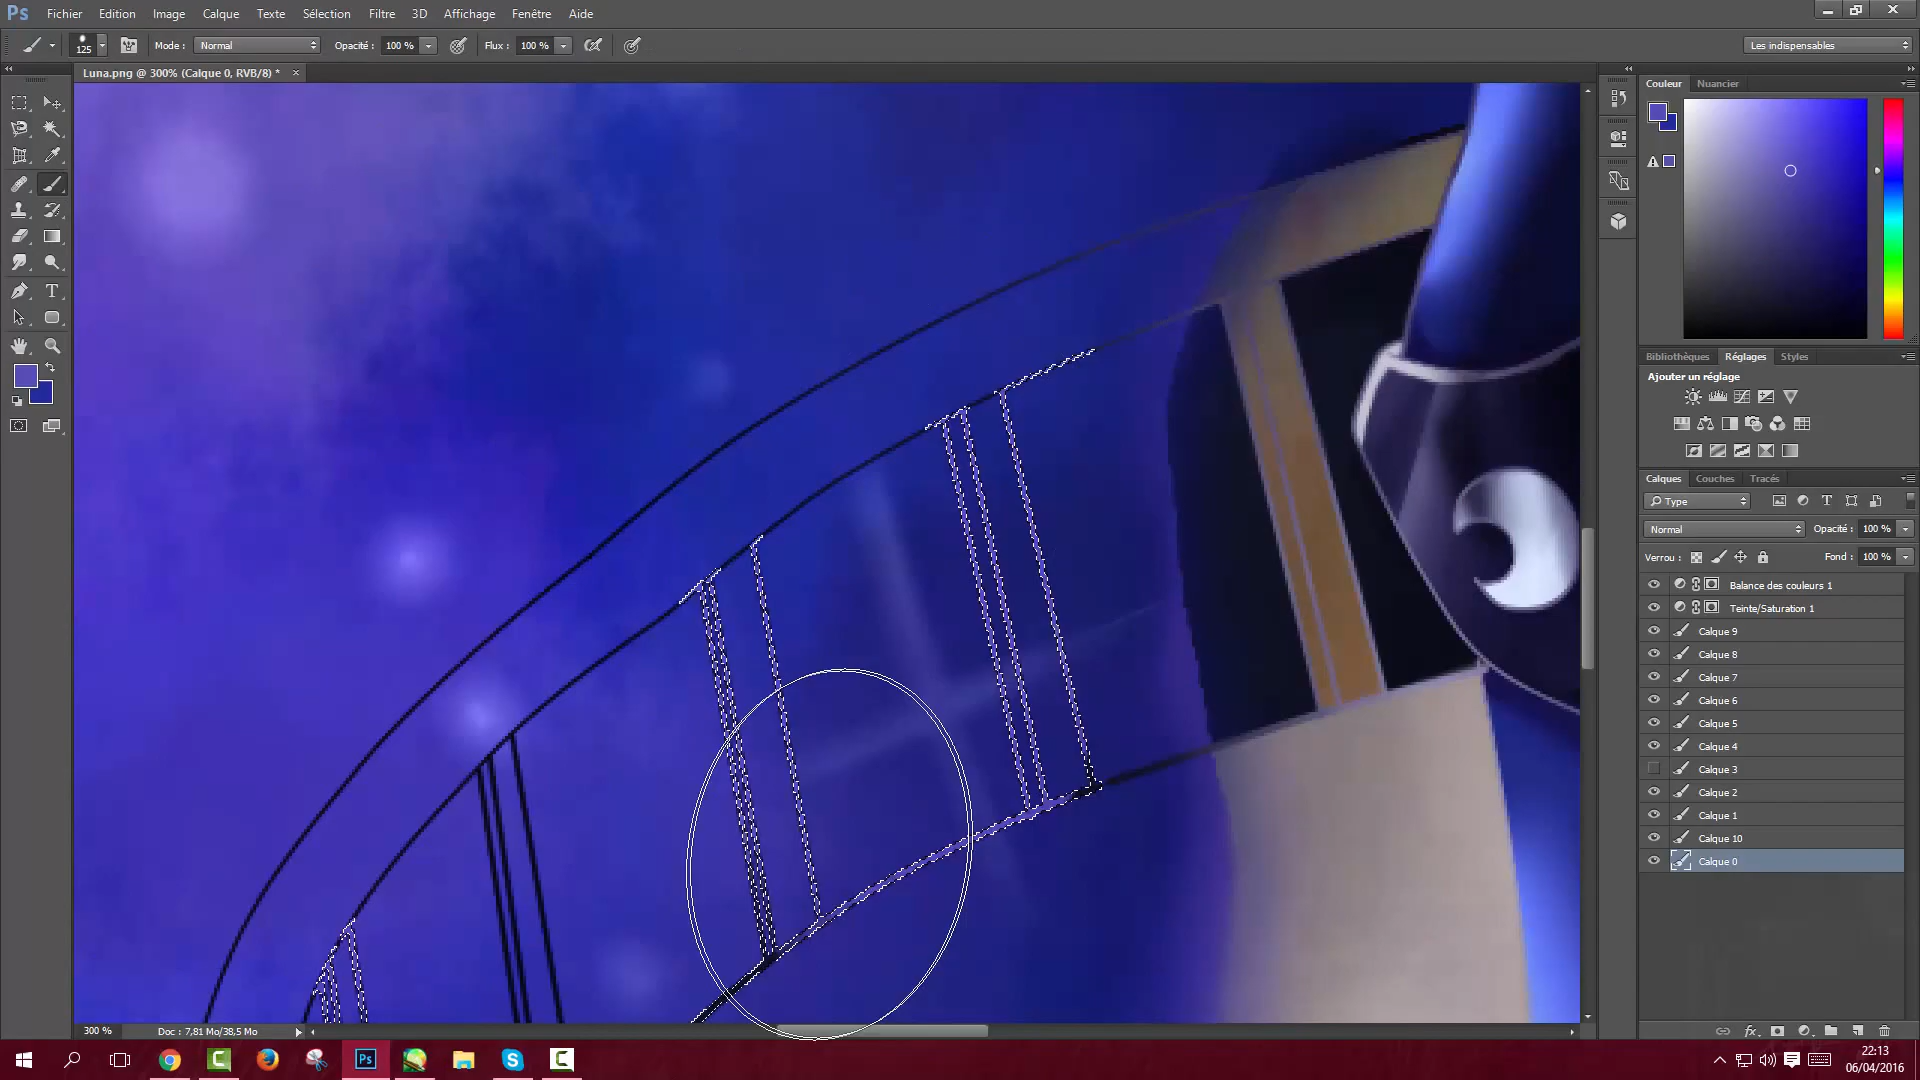 Ps Fichier Edition Image Calque Texte Sélection Filtre 3D Affichage Fenêtre Aide
125 Mode : Normal Opacité : 100 % Flux : 100 % Les indispensables
Luna.png @ 300% (Calque 0, RVB/8) * ×
Couleur Nuancier
Bibliothèques Réglages Styles
Ajouter un réglage
Calques Couches Tracés
Type
Normal Opacité : 100 %
Verrou : Fond : 100 %
Balance des couleurs 1
Teinte/Saturation 1
Calque 9
Calque 8
Calque 7
Calque 6
Calque 5
Calque 4
Calque 3
Calque 2
Calque 1
Calque 10
Calque 0
300 % Doc : 7,81 Mo/38,5 Mo
22:13
06/04/2016